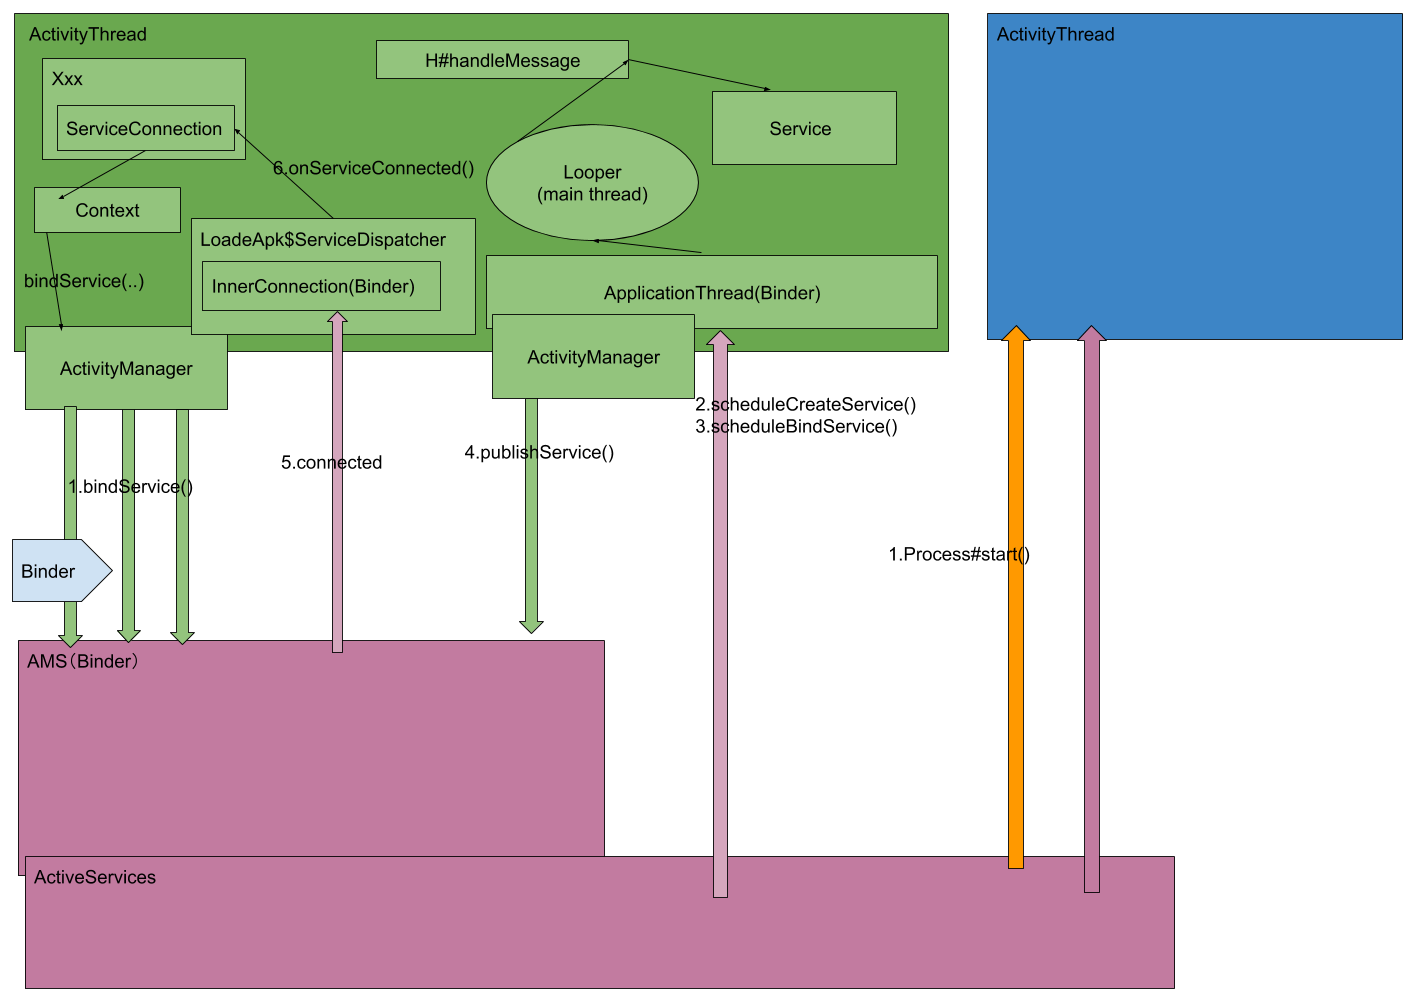 ActivityThread
Xxx
ServiceConnection
Context
bindService(..)
H#handleMessage
Service
Looper
(main thread)
6.onServiceConnected()
LoadeApk$ServiceDispatcher
InnerConnection(Binder)
ApplicationThread(Binder)
ActivityManager
ActivityManager
ActivityThread
2.scheduleCreateService()
3.scheduleBindService()
4.publishService()
5.connected
1.bindService()
1.Process#start()
Binder
AMS（Binder）
ActiveServices